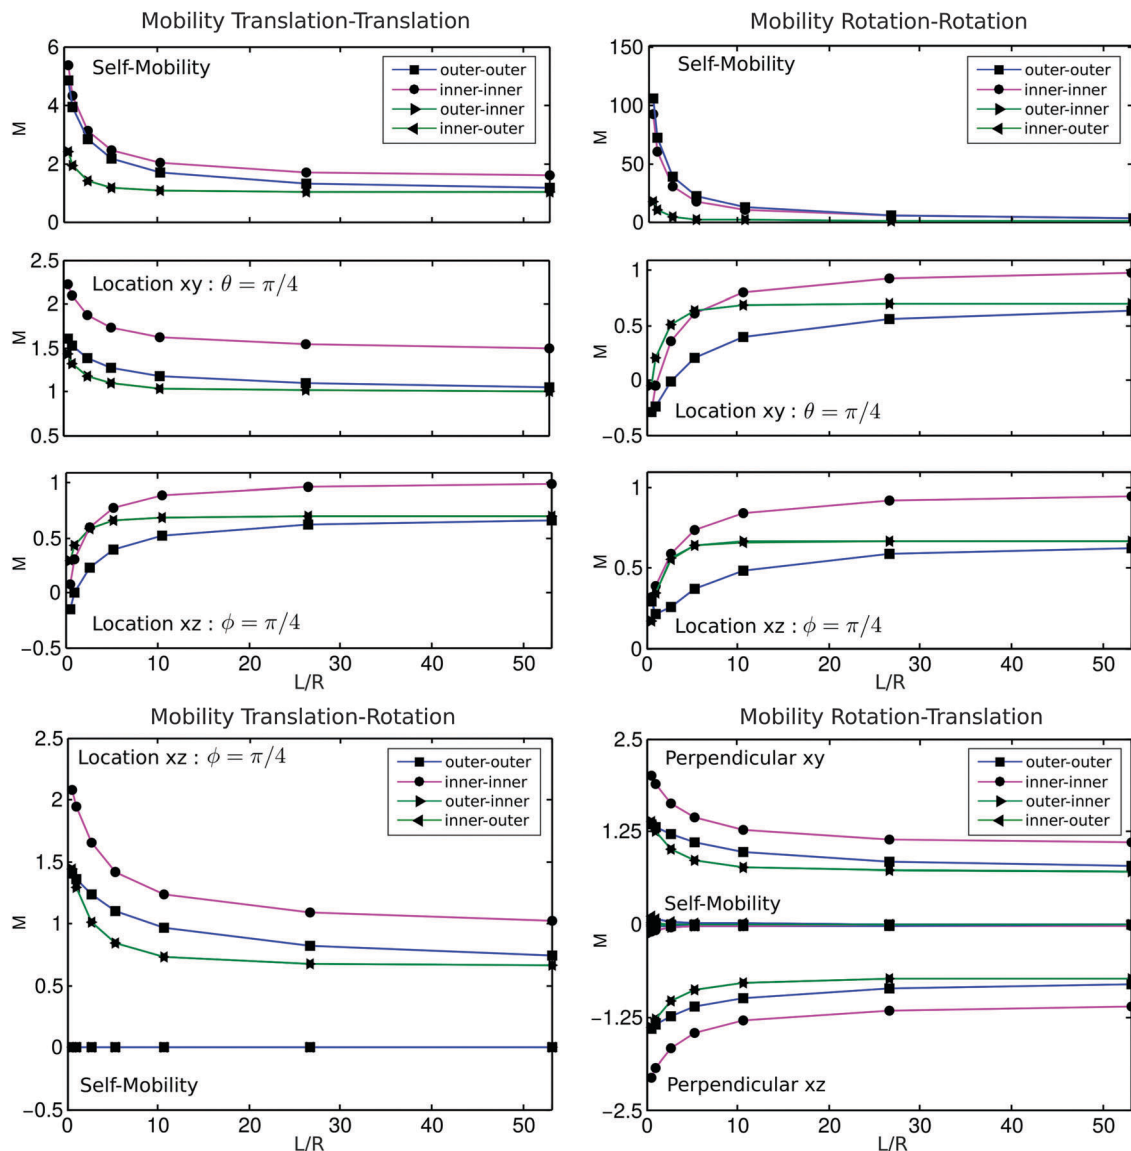 Mobility Translation-Translation
Mobility Rotation-Rotation
6
4
2
0
M
Self-Mobility
outer-outer
inner-inner
outer-inner
inner-outer
150
100
50
0
M
Self-Mobility
outer-outer
inner-inner
outer-inner
inner-outer
2.5
2
1.5
1
0.5
M
Location xy : θ = π/4
1
0.5
0
−0.5
M
Location xy : θ = π/4
1
0.5
0
−0.5
M
Location xz : ϕ = π/4
0 10 20 30 40 50
L/R
1
0.5
0
M
Location xz : ϕ = π/4
0 10 20 30 40 50
L/R
Mobility Translation-Rotation
Mobility Rotation-Translation
2.5
2
1.5
1
0.5
0
−0.5
M
Location xz : ϕ = π/4
outer-outer
inner-inner
outer-inner
inner-outer
Self-Mobility
0 10 20 30 40 50
L/R
2.5
1.25
0
−1.25
−2.5
M
Perpendicular xy
outer-outer
inner-inner
outer-inner
inner-outer
Self-Mobility
Perpendicular xz
0 10 20 30 40 50
L/R